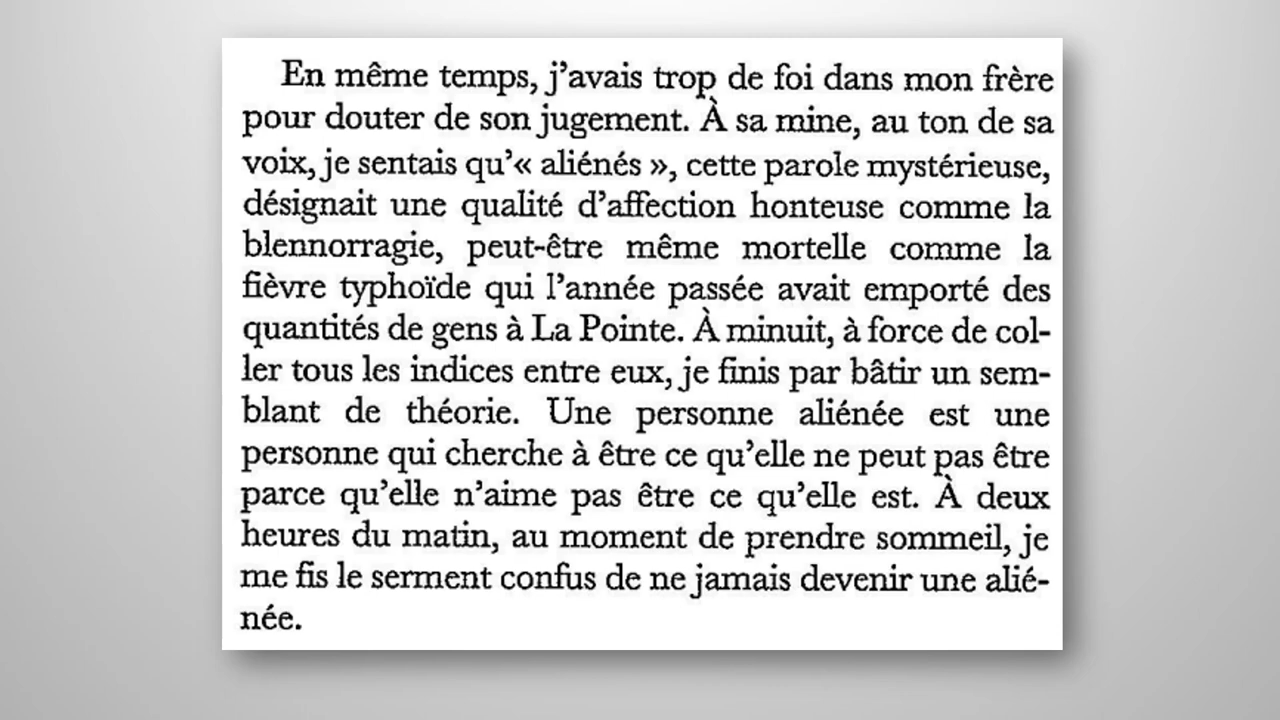 En même temps, j'avais trop de foi dans mon frère
pour douter de son jugement. À sa mine, au ton de sa
voix, je sentais qu'« aliénés », cette parole mystérieuse,
désignait une qualité d'affection honteuse comme la
blennorragie, peut-être même mortelle comme la
fièvre typhoïde qui l'année passée avait emporté des
quantités de gens à La Pointe. À minuit, à force de col-
ler tous les indices entre eux, je finis par bâtir un sem-
blant de théorie. Une personne aliénée est une
personne qui cherche à être ce qu'elle ne peut pas être
parce qu'elle n'aime pas être ce qu'elle est. À deux
heures du matin, au moment de prendre sommeil, je
me fis le serment confus de ne jamais devenir une alié-
née.